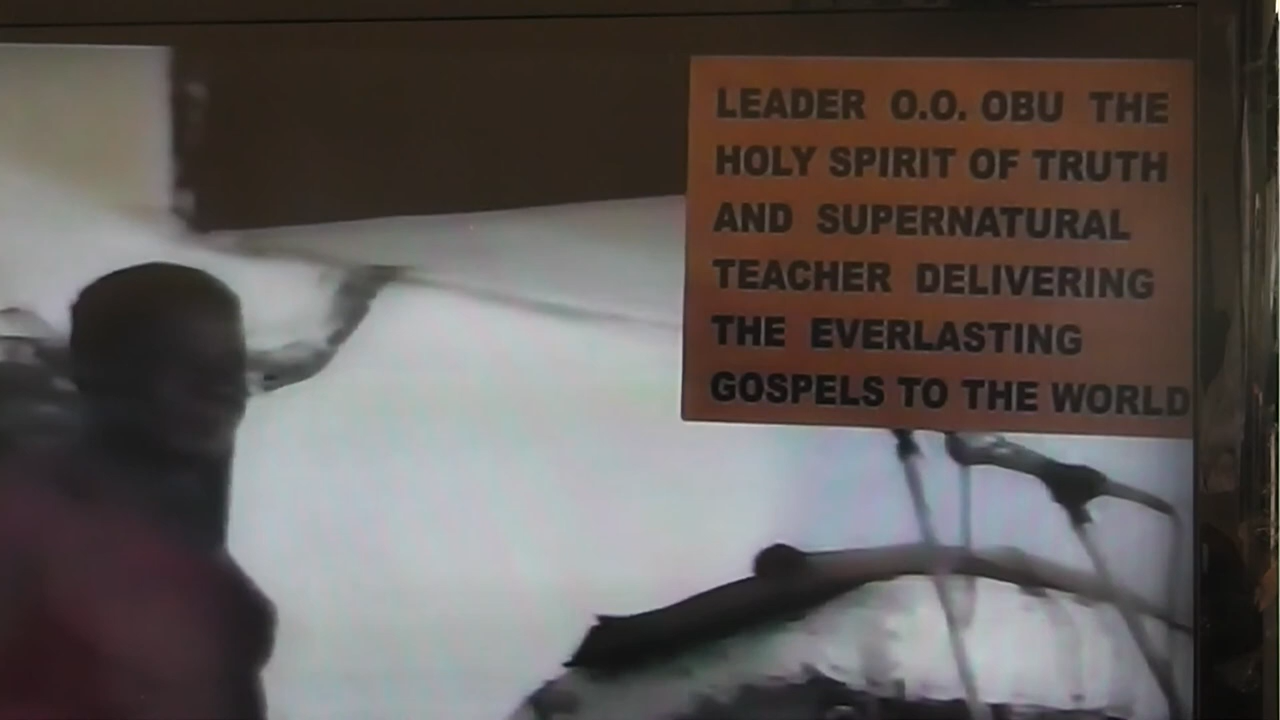 LEADER O.O. OBU THE
HOLY SPIRIT OF TRUTH
AND SUPERNATURAL
TEACHER DELIVERING
THE EVERLASTING
GOSPELS TO THE WORLD